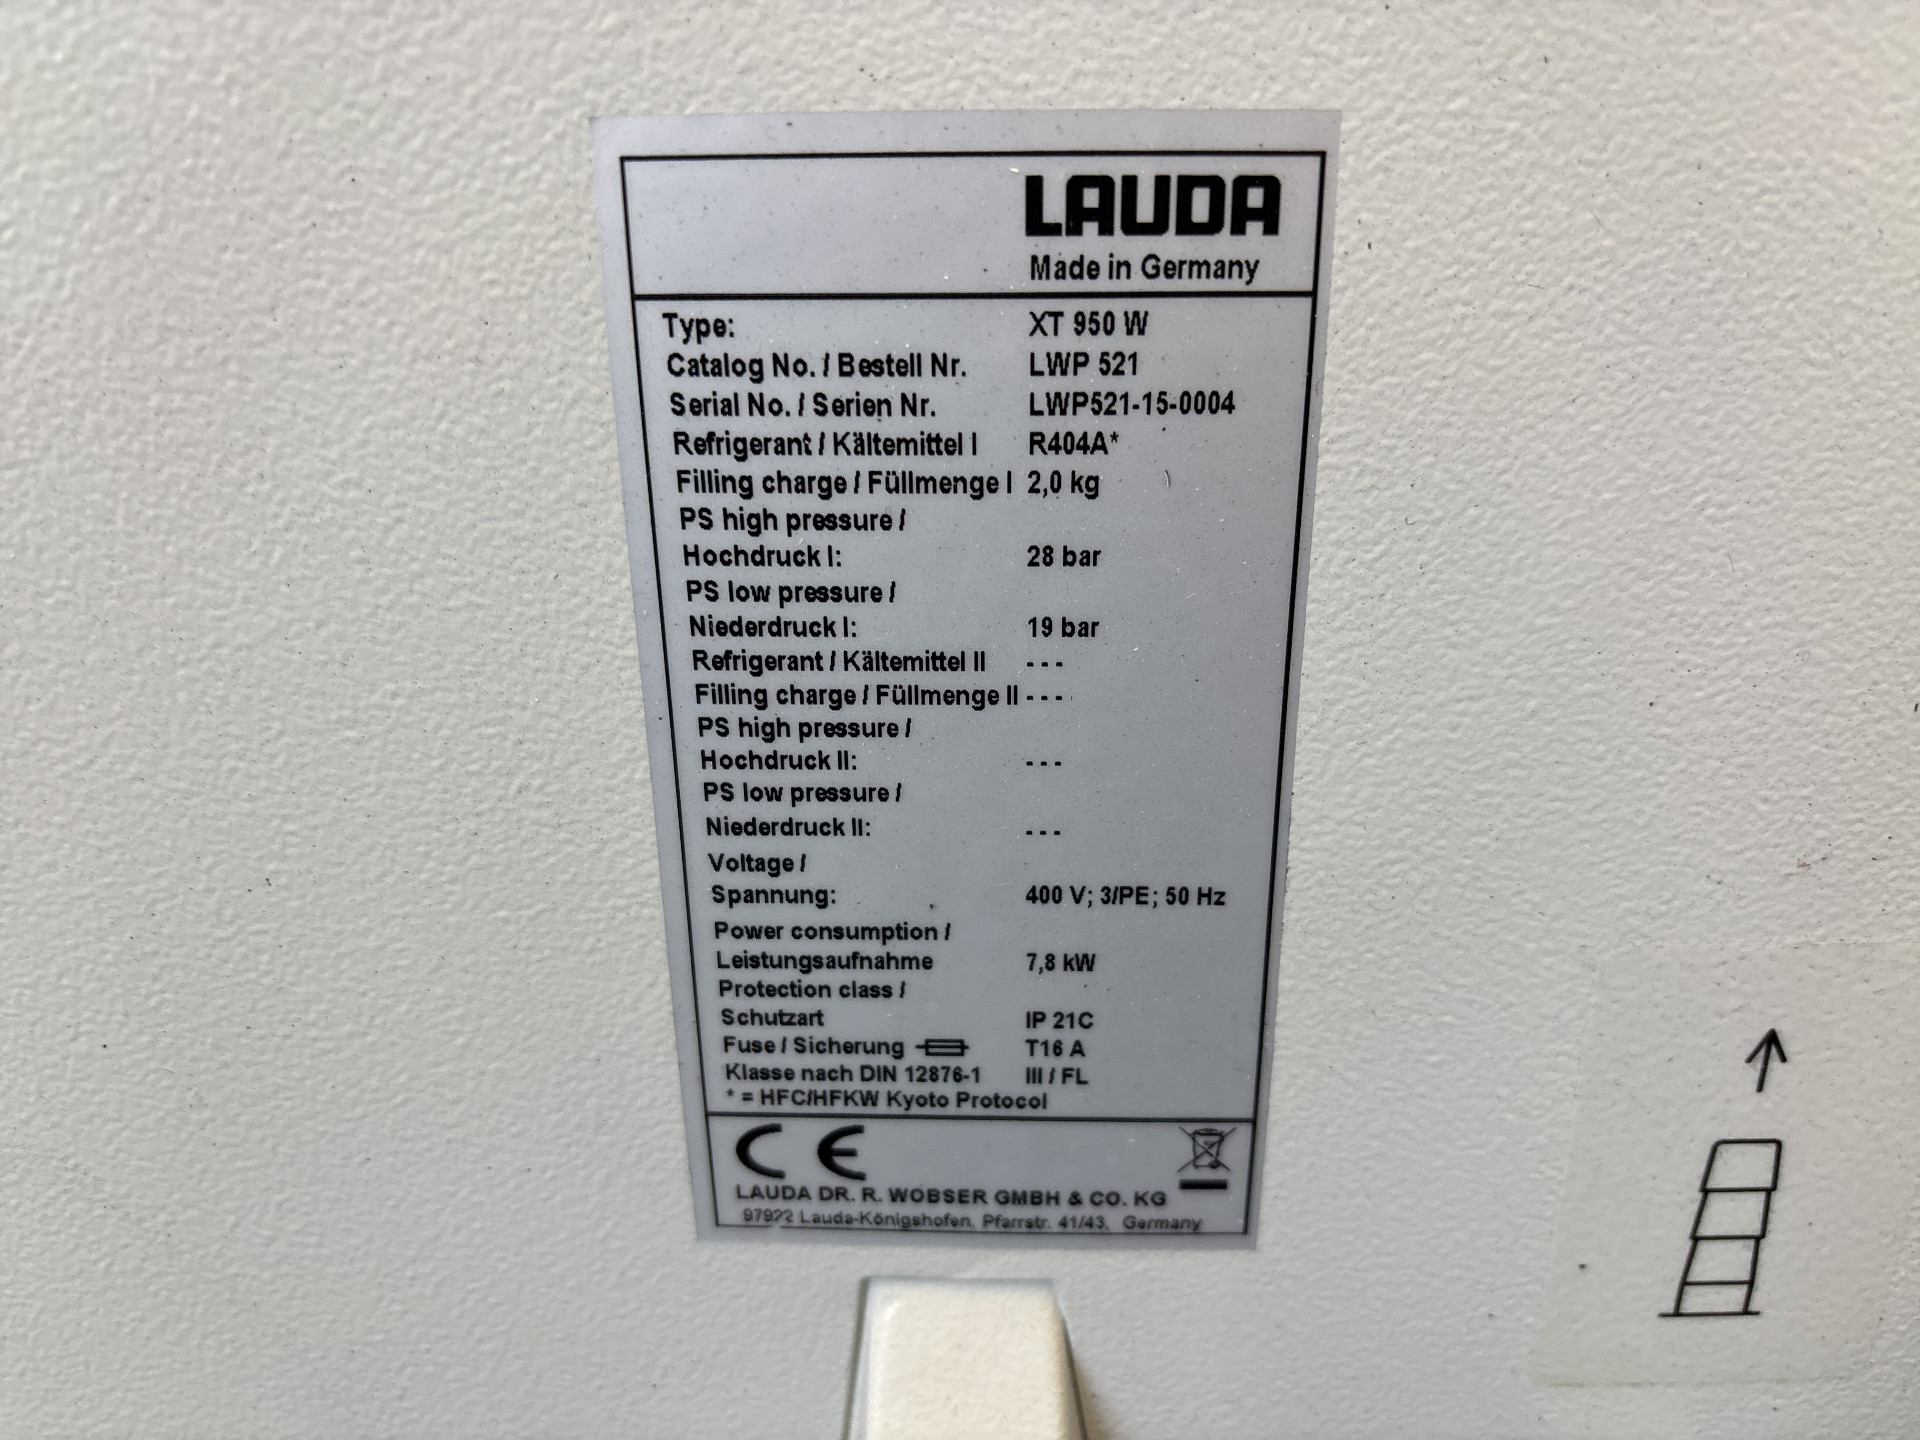 LAUDA
Made in Germany
Type: XT 950 W
Catalog No. / Bestell Nr. LWP 521
Serial No. / Serien Nr. LWP521-15-0004
Refrigerant / Kältemittel I R404A*
Filling charge / Füllmenge I 2,0 kg
PS high pressure /
Hochdruck I: 28 bar
PS low pressure /
Niederdruck I: 19 bar
Refrigerant / Kältemittel II - - -
Filling charge / Füllmenge II - - -
PS high pressure /
Hochdruck II: - - -
PS low pressure /
Niederdruck II: - - -
Voltage /
Spannung: 400 V; 3/PE; 50 Hz
Power consumption /
Leistungsaufnahme 7,8 kW
Protection class /
Schutzart IP 21C
Fuse / Sicherung T16 A
Klasse nach DIN 12876-1 III / FL
* = HFC/HFKW Kyoto Protocol
CE
LAUDA DR. R. WOBSER GMBH & CO. KG
97922 Lauda-Königshofen, Pfarrstr. 41/43, Germany